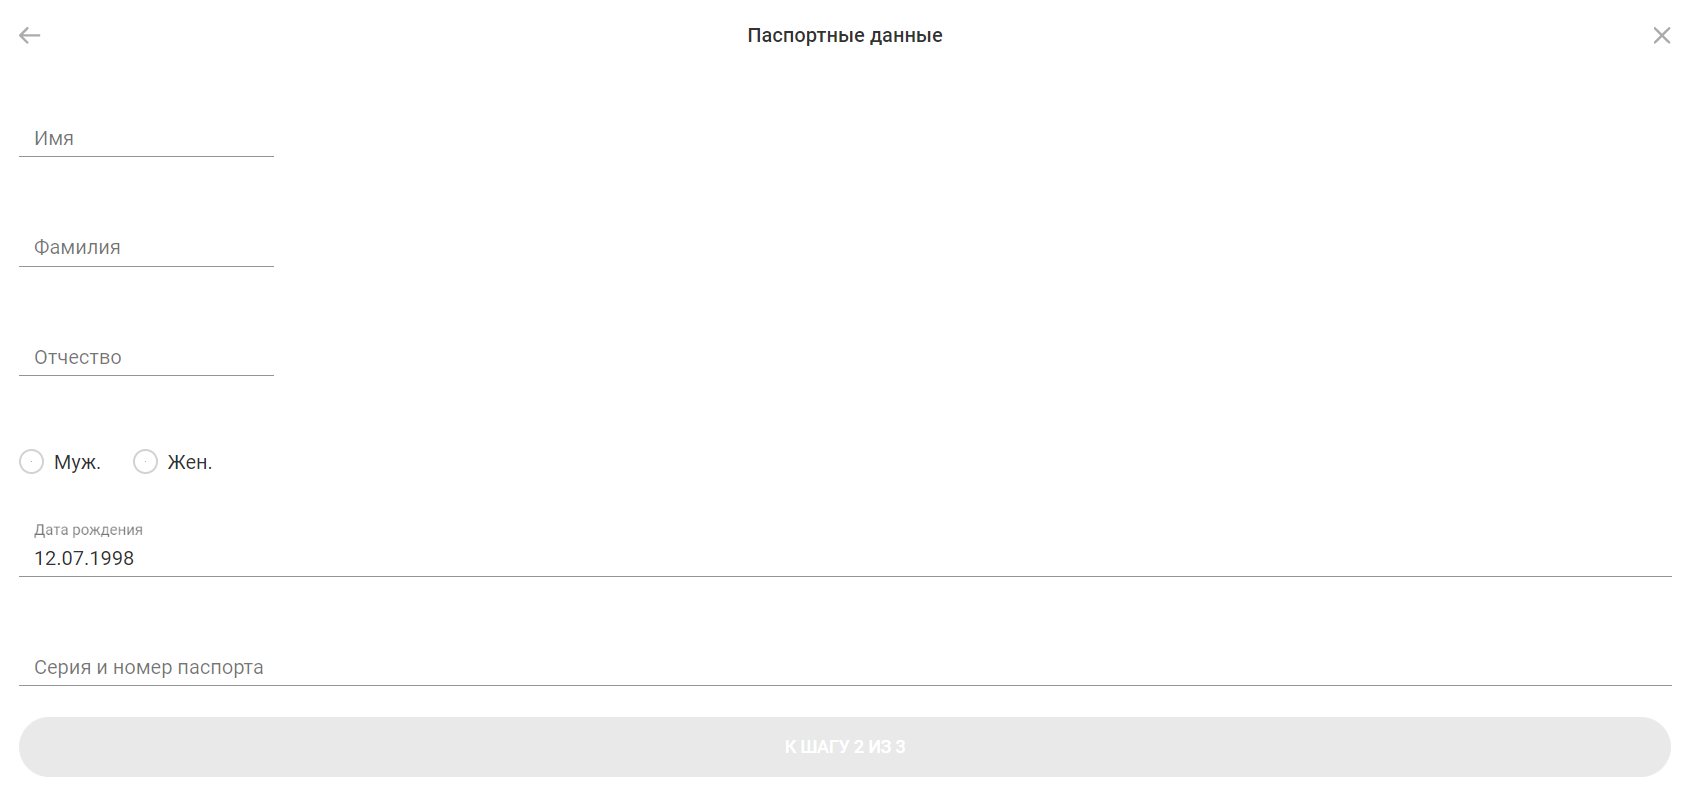 Паспортные данные
Имя
Фамилия
Отчество
Муж. Жен.
Дата рождения
12.07.1998
Серия и номер паспорта
К ШАГУ 2 ИЗ 3